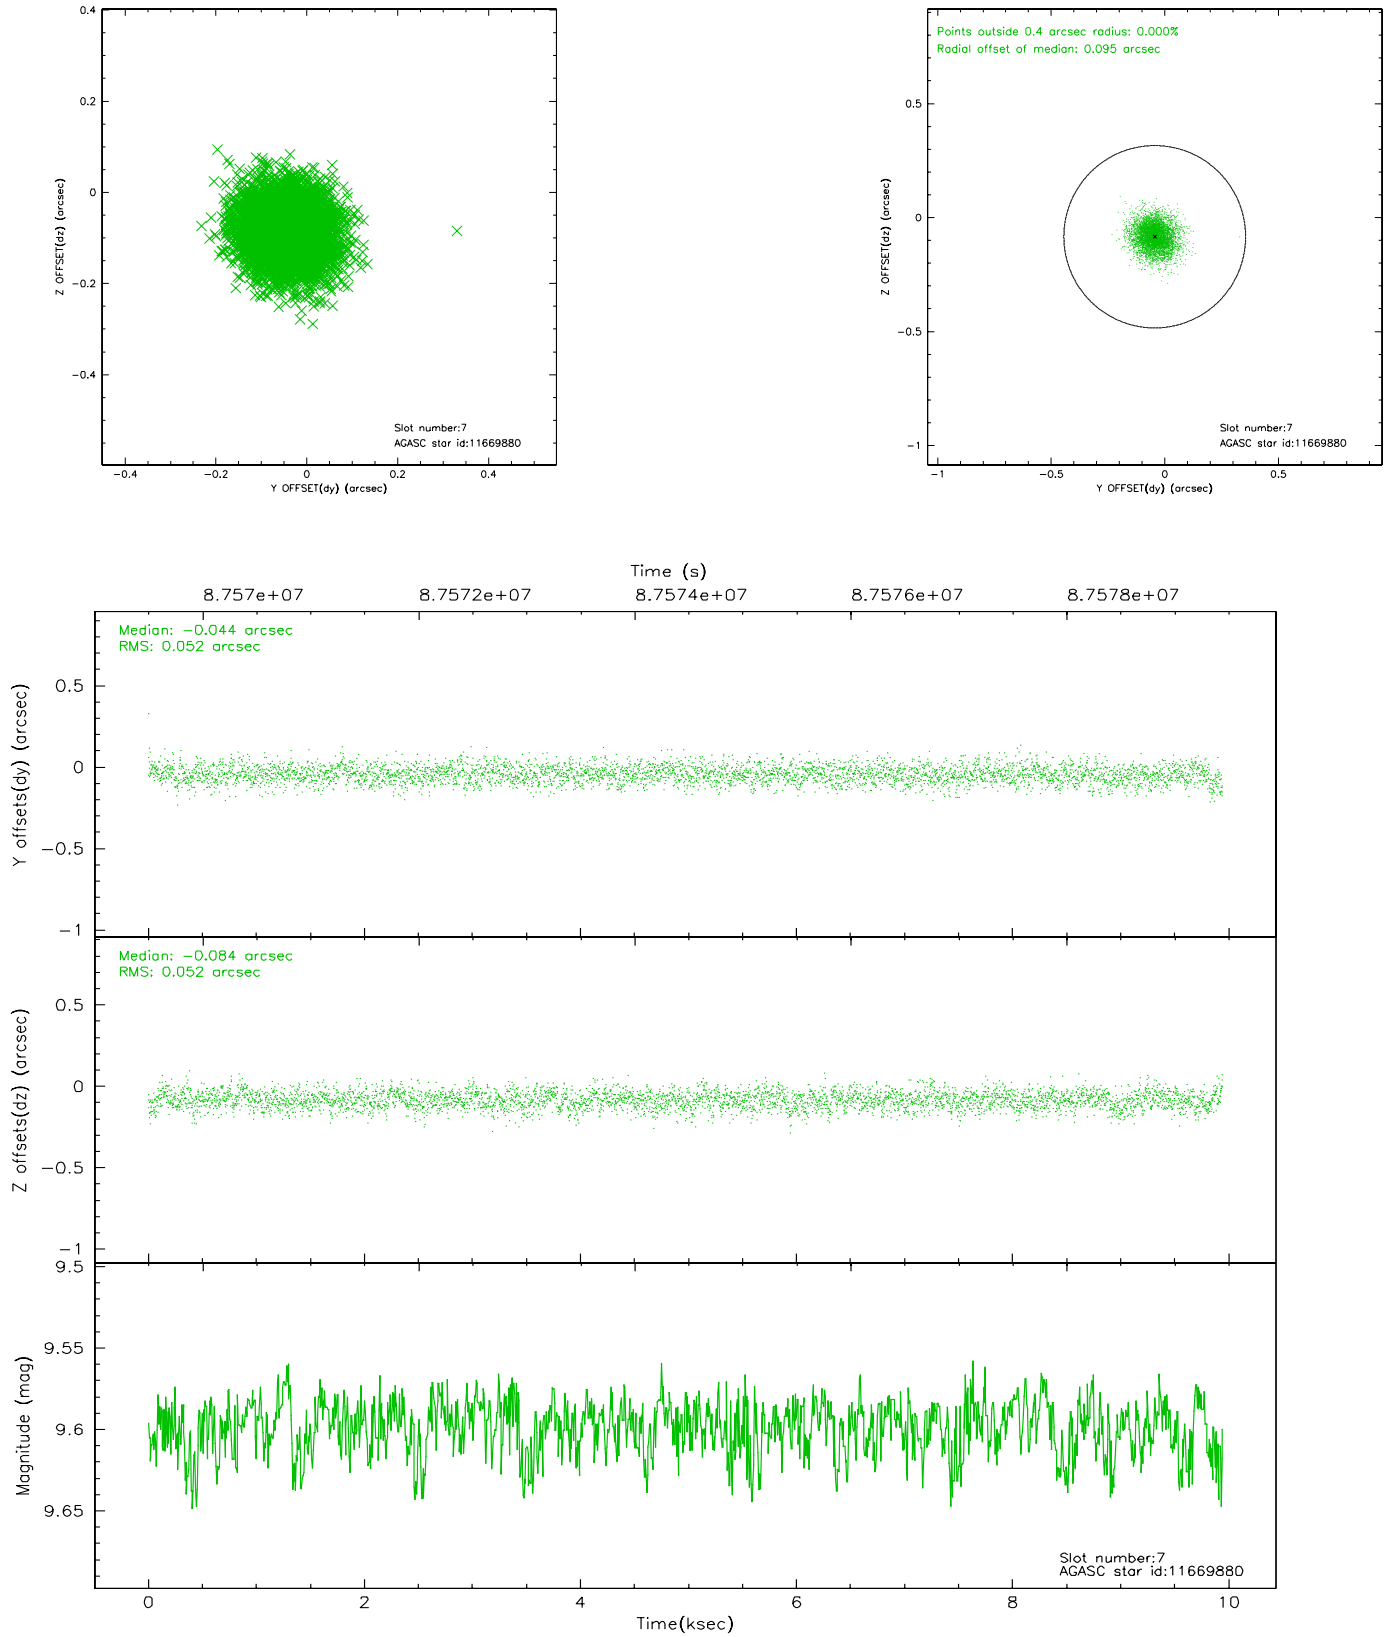 0.4
0.2
0
-0.2
-0.4
Z OFFSET(dz) (arcsec)
Slot number:7
AGASC star id:11669880
-0.4 -0.2 0 0.2 0.4
Y OFFSET(dy) (arcsec)
Points outside 0.4 arcsec radius: 0.000%
Radial offset of median: 0.095 arcsec
0.5
0
-0.5
-1
Z OFFSET(dz) (arcsec)
Slot number:7
AGASC star id:11669880
-1 -0.5 0 0.5
Y OFFSET(dy) (arcsec)
Time (s)
8.757e+07 8.7572e+07 8.7574e+07 8.7576e+07 8.7578e+07
Median: -0.044 arcsec
RMS: 0.052 arcsec
0.5
0
-0.5
-1
Y offsets(dy) (arcsec)
Median: -0.084 arcsec
RMS: 0.052 arcsec
0.5
0
-0.5
-1
Z offsets(dz) (arcsec)
9.5
9.55
9.6
9.65
Magnitude (mag)
Slot number:7
AGASC star id:11669880
0 2 4 6 8 10
Time(ksec)